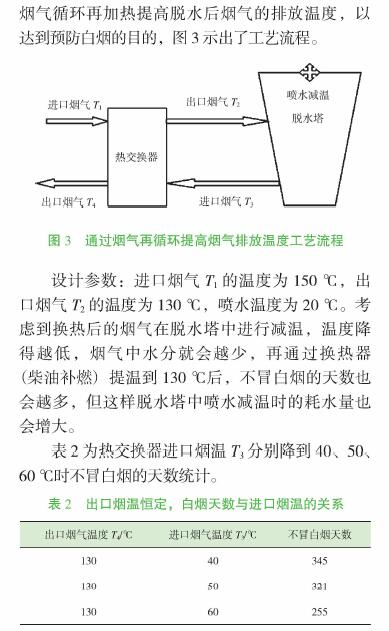 烟气循环再加热提高脱水后烟气的排放温度，以
达到预防白烟的目的，图 3 示出了工艺流程。
进口烟气 T₁
出口烟气 T₂
喷水减温
脱水塔
热交换器
出口烟气 T₄
进口烟气 T₃
图 3 通过烟气再循环提高烟气排放温度工艺流程
设计参数：进口烟气 T₁ 的温度为 150 ℃，出
口烟气 T₂ 的温度为 130 ℃，喷水温度为 20 ℃。考
虑到换热后的烟气在脱水塔中进行减温，温度降
得越低，烟气中水分就会越少，再通过换热器
（柴油补燃）提温到 130 ℃后，不冒白烟的天数也
会越多，但这样脱水塔中喷水减温时的耗水量也
会增大。
表 2 为热交换器进口烟温 T₃ 分别降到 40、50、
60 ℃时不冒白烟的天数统计。
表 2 出口烟温恒定，白烟天数与进口烟温的关系
出口烟气温度 T₄/℃ 进口烟气温度 T₃/℃ 不冒白烟天数
130 40 345
130 50 321
130 60 255